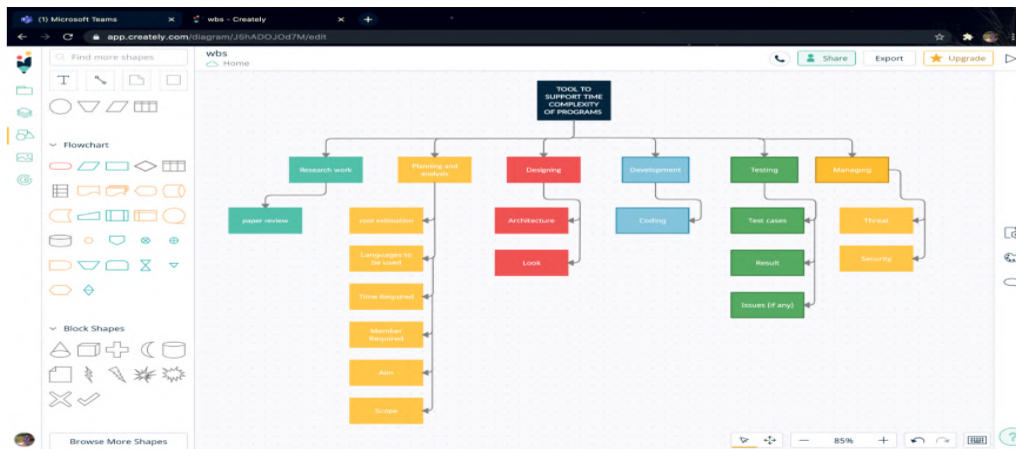 (1) Microsoft Teams
wbs - Creately
app.creately.com/diagram/JShADOJOd7M/edit
Find more shapes
wbs
Home
Share
Export
Upgrade
T
Flowchart
Block Shapes
Browse More Shapes
TOOL TO
SUPPORT TIME
COMPLEXITY
OF PROGRAMS
Research work
Planning and
analysis
Designing
Development
Testing
Managing
paper review
cost estimation
Architecture
Coding
Test cases
Threat
Languages to
be used
Look
Result
Security
Time Required
Issues (if any)
Member
Required
Aim
Scope
85%
?